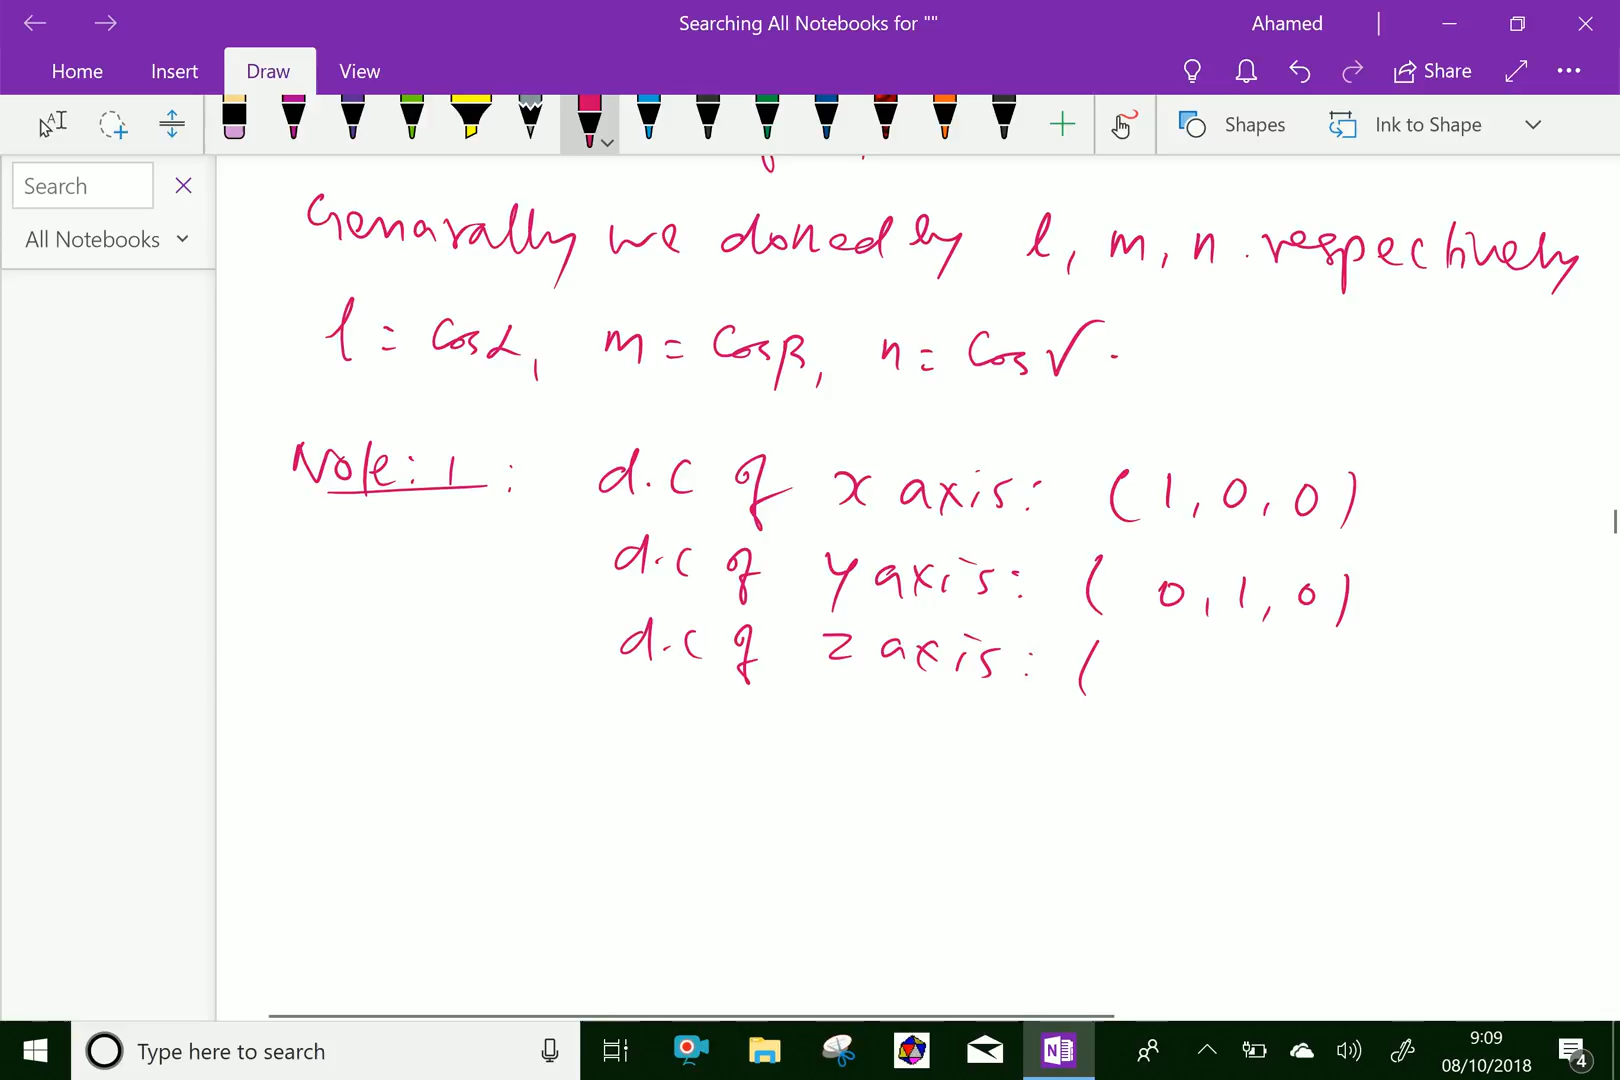 Searching All Notebooks for ""
Ahamed
Home Insert Draw View
Share
Shapes
Ink to Shape
Search
All Notebooks
Genarally we doned by l, m, n. respectively
l = cos α, m = cos β, n = cos γ.
Note: 1 : d.c of x axis: (1, 0, 0)
d.c of y axis: ( 0, 1, 0)
d.c of z axis: (
Type here to search
9:09
08/10/2018
4